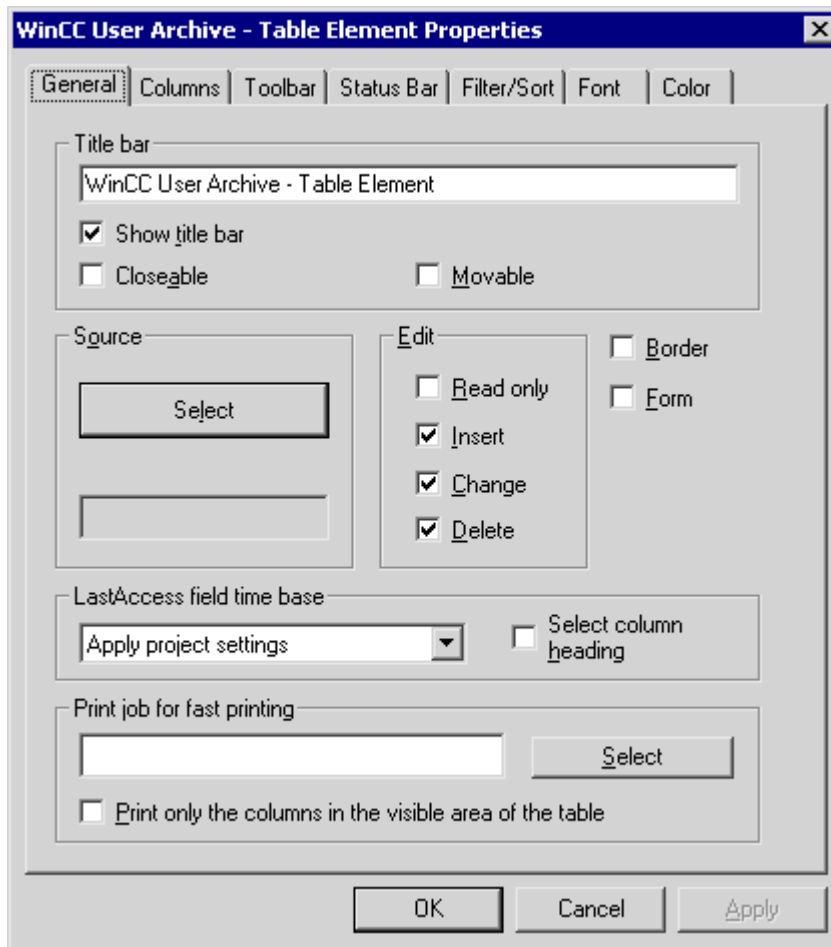 WinCC User Archive - Table Element Properties
General Columns Toolbar Status Bar Filter/Sort Font Color
Title bar
WinCC User Archive - Table Element
Show title bar
Closeable Movable
Source Edit
Border
Read only
Form
Select
Insert
Change
Delete
LastAccess field time base
Apply project settings
Select column
heading
Print job for fast printing
Select
Print only the columns in the visible area of the table
OK Cancel Apply